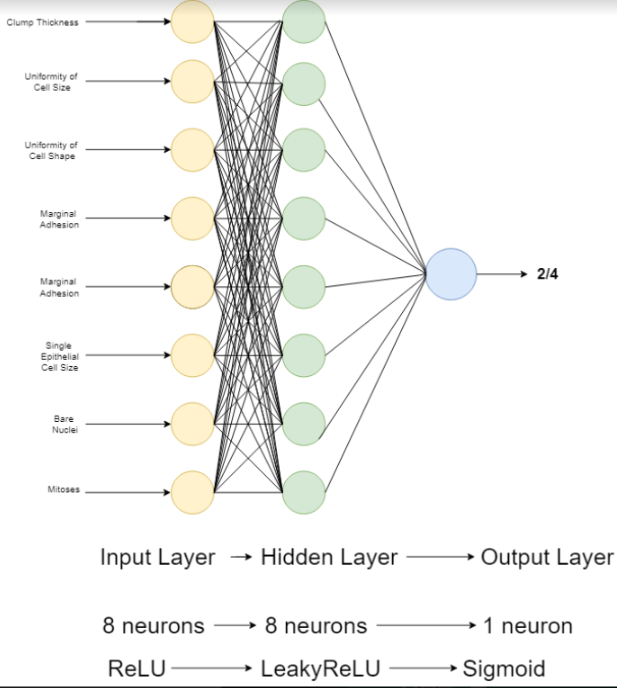 Clump Thickness
Uniformity of
Cell Size
Uniformity of
Cell Shape
Marginal
Adhesion
Marginal
Adhesion
Single
Epithelial
Cell Size
Bare
Nuclei
Mitoses
2/4
Input Layer Hidden Layer Output Layer
8 neurons 8 neurons 1 neuron
ReLU LeakyReLU Sigmoid